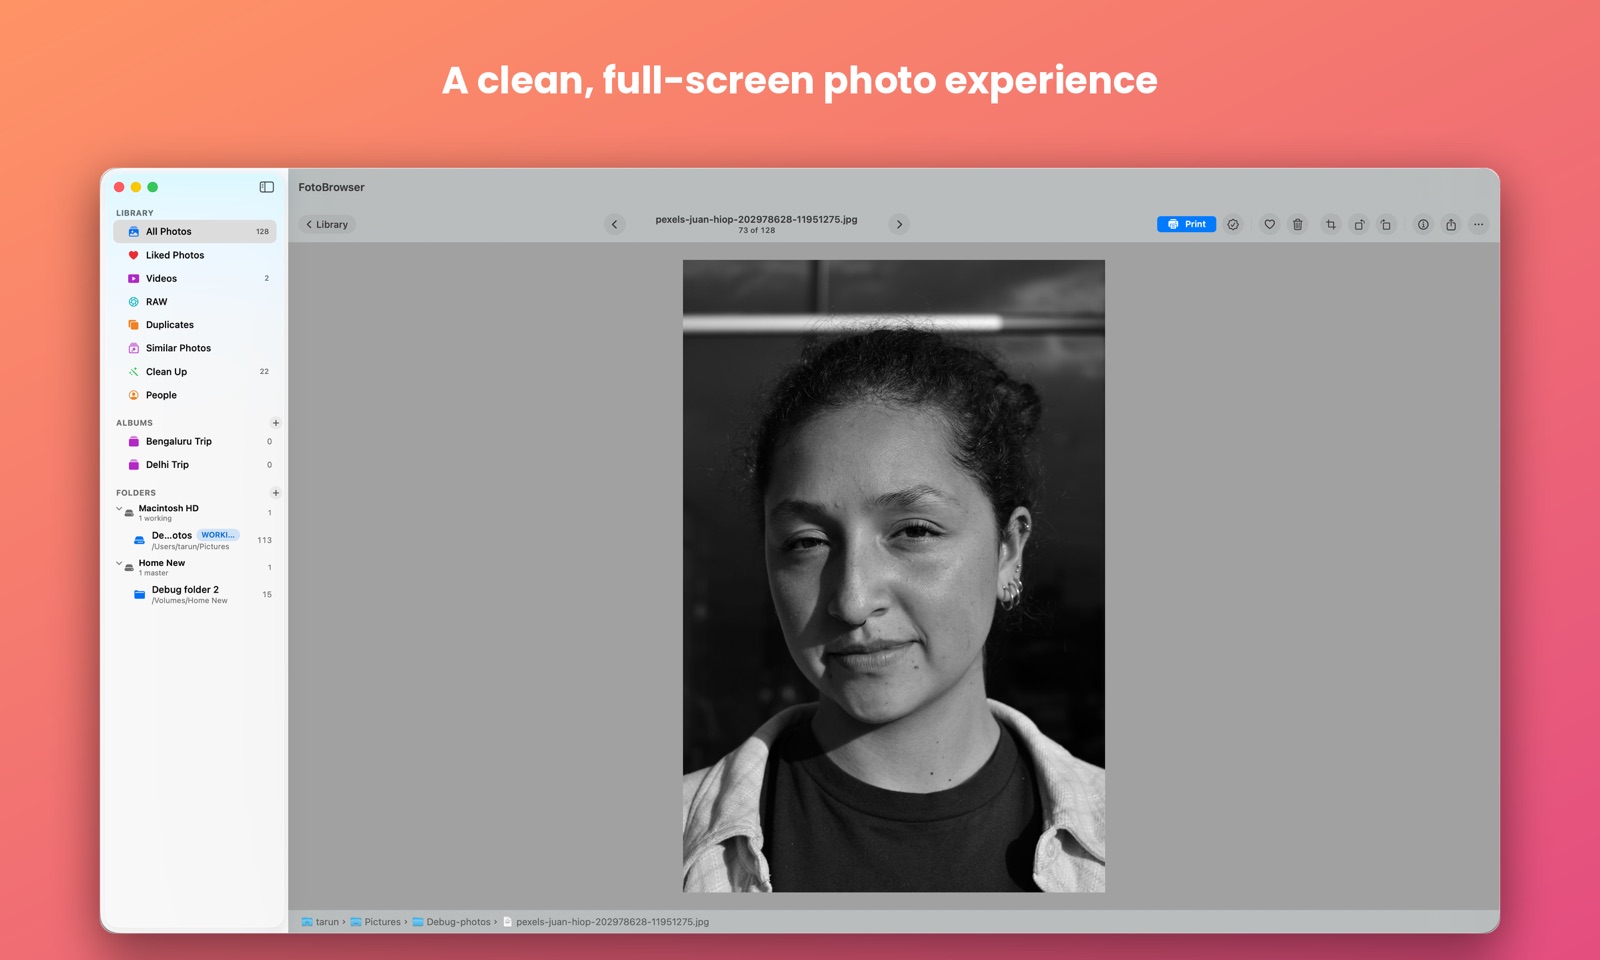 A clean, full-screen photo experience
FotoBrowser
LIBRARY
All Photos 128
Liked Photos
Videos 2
RAW
Duplicates
Similar Photos
Clean Up 22
People
ALBUMS +
Bengaluru Trip 0
Delhi Trip 0
FOLDERS +
Macintosh HD 1
1 working
De...otos WORKI... 113
/Users/tarun/Pictures
Home New 1
1 master
Debug folder 2 15
/Volumes/Home New
Library
pexels-juan-hiop-202978628-11951275.jpg
73 of 128
Print
tarun › Pictures › Debug-photos › pexels-juan-hiop-202978628-11951275.jpg